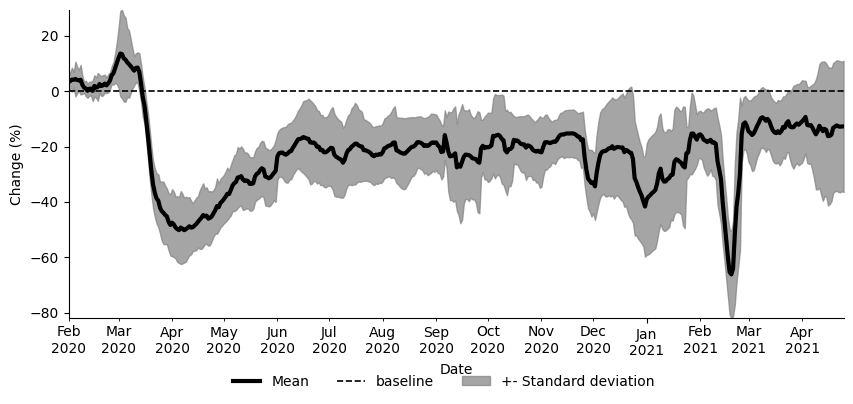 Change (%)
20
0
−20
−40
−60
−80
Feb Mar Apr May Jun Jul Aug Sep Oct Nov Dec Jan Feb Mar Apr
2020 2020 2020 2020 2020 2020 2020 2020 2020 2020 2020 2021 2021 2021 2021
Date
Mean baseline +- Standard deviation